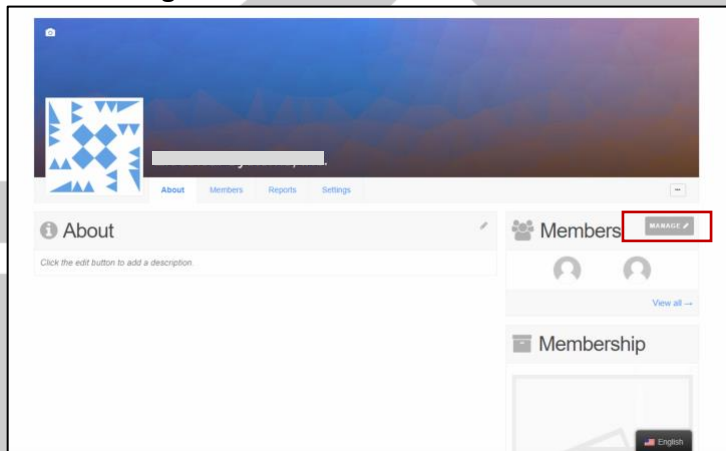 About Members Reports Settings
About
Click the edit button to add a description.
Members
MANAGE
View all →
Membership
English